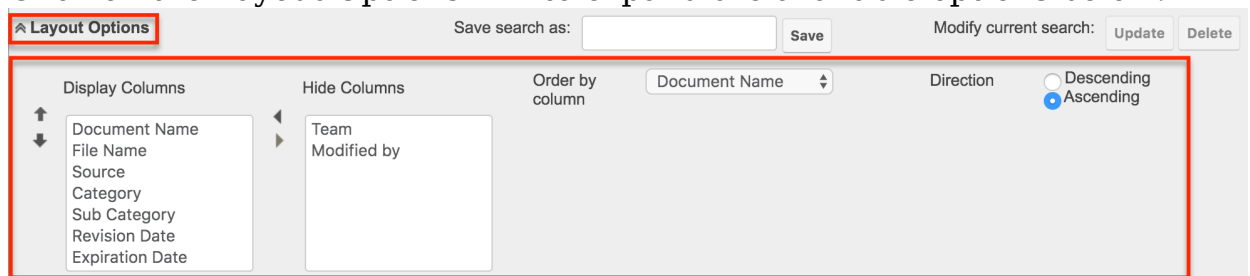 Layout Options Save search as: Save Modify current search: Update Delete
Display Columns Hide Columns Order by column Document Name Direction Descending
Ascending
Document Name
File Name
Source
Category
Sub Category
Revision Date
Expiration Date
Team
Modified by